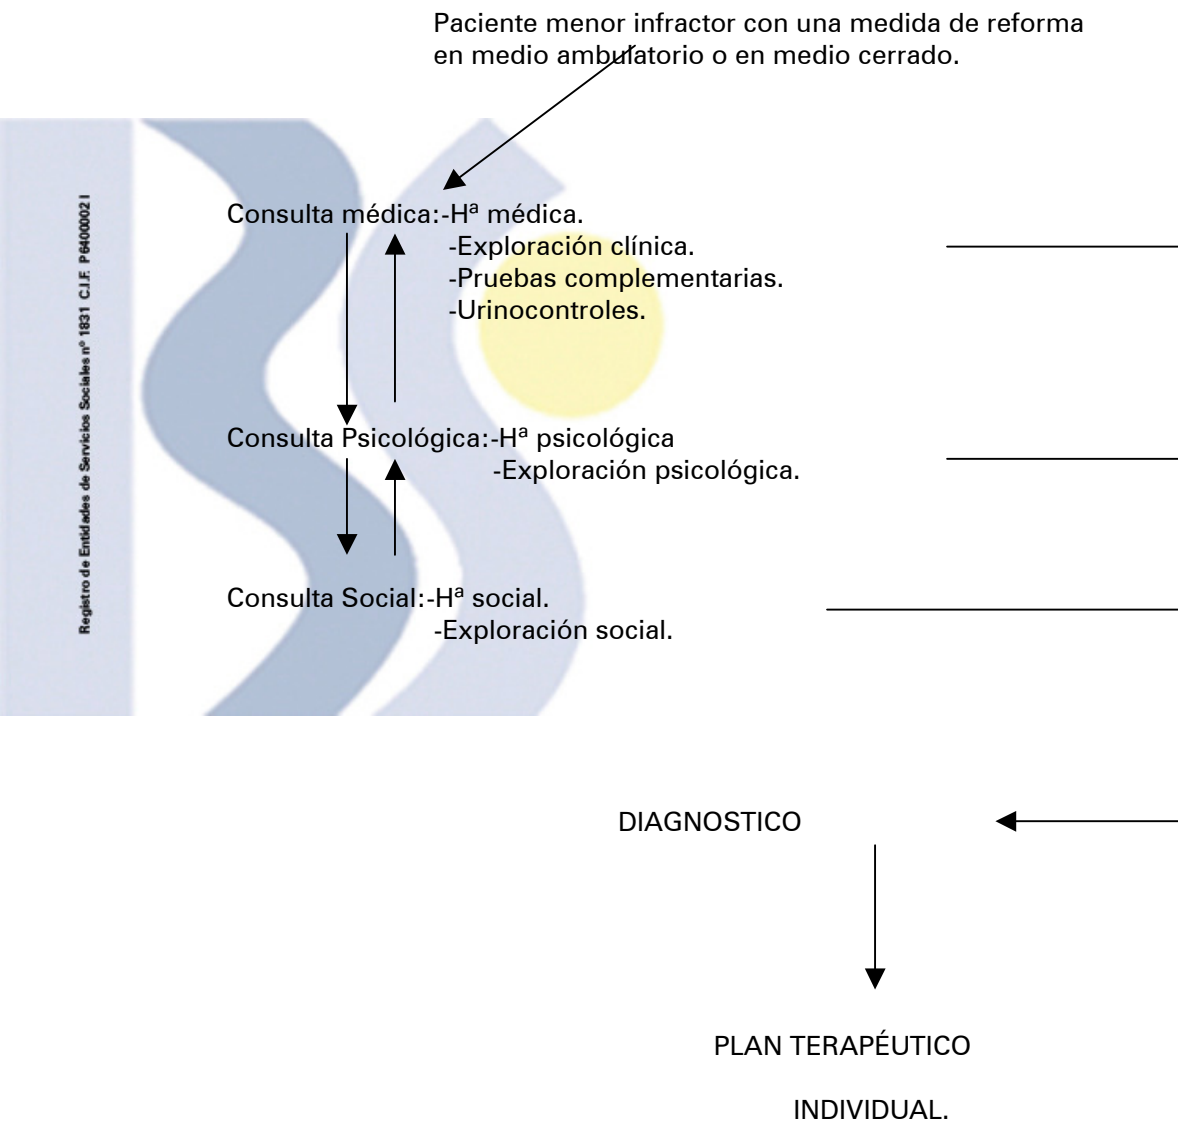 Paciente menor infractor con una medida de reforma
en medio ambulatorio o en medio cerrado.
Consulta médica:-Hª médica.
-Exploración clínica.
-Pruebas complementarias.
-Urinocontroles.
Consulta Psicológica:-Hª psicológica
-Exploración psicológica.
Consulta Social:-Hª social.
-Exploración social.
Registro de Entidades de Servicios Sociales nº 1831 C.I.F. P6400002 I
DIAGNOSTICO
PLAN TERAPÉUTICO
INDIVIDUAL.